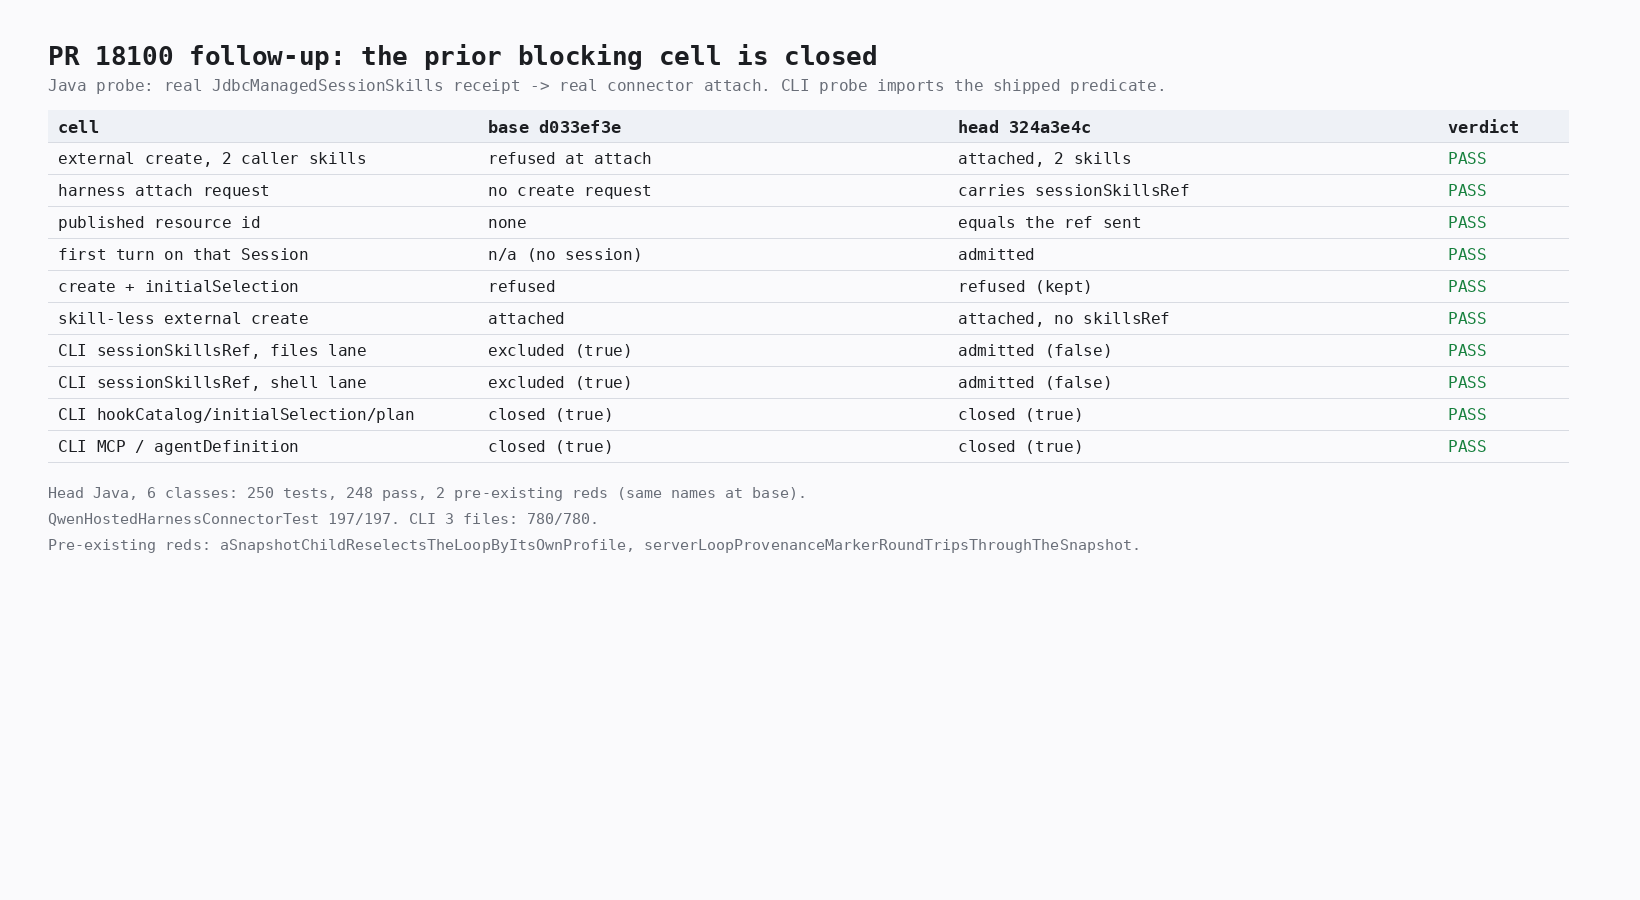 PR 18100 follow-up: the prior blocking cell is closed
Java probe: real JdbcManagedSessionSkills receipt -> real connector attach. CLI probe imports the shipped predicate.
cell base d033ef3e head 324a3e4c verdict
external create, 2 caller skills refused at attach attached, 2 skills PASS
harness attach request no create request carries sessionSkillsRef PASS
published resource id none equals the ref sent PASS
first turn on that Session n/a (no session) admitted PASS
create + initialSelection refused refused (kept) PASS
skill-less external create attached attached, no skillsRef PASS
CLI sessionSkillsRef, files lane excluded (true) admitted (false) PASS
CLI sessionSkillsRef, shell lane excluded (true) admitted (false) PASS
CLI hookCatalog/initialSelection/plan closed (true) closed (true) PASS
CLI MCP / agentDefinition closed (true) closed (true) PASS
Head Java, 6 classes: 250 tests, 248 pass, 2 pre-existing reds (same names at base).
QwenHostedHarnessConnectorTest 197/197. CLI 3 files: 780/780.
Pre-existing reds: aSnapshotChildReselectsTheLoopByItsOwnProfile, serverLoopProvenanceMarkerRoundTripsThroughTheSnapshot.